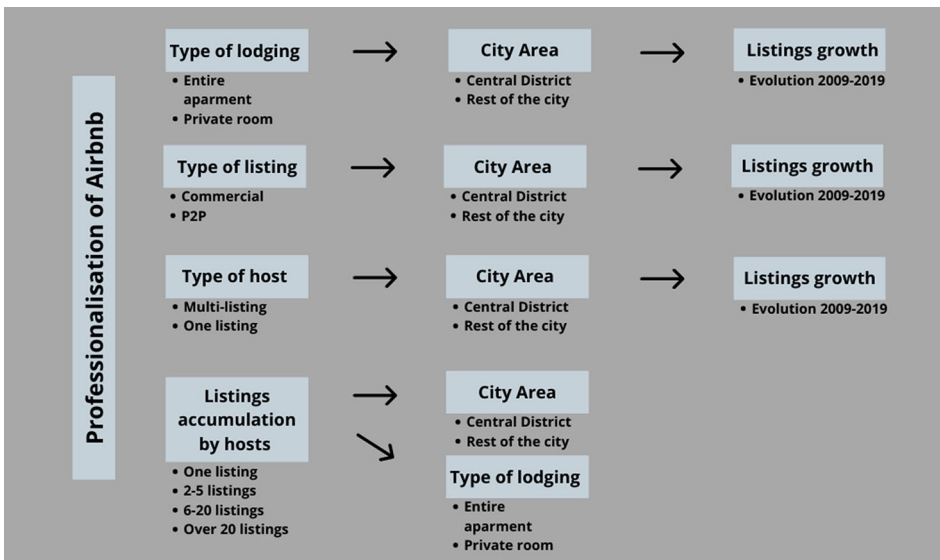 Professionalisation of Airbnb
Type of lodging
• Entire
aparment
• Private room
City Area
• Central District
• Rest of the city
Listings growth
• Evolution 2009-2019
Type of listing
• Commercial
• P2P
City Area
• Central District
• Rest of the city
Listings growth
• Evolution 2009-2019
Type of host
• Multi-listing
• One listing
City Area
• Central District
• Rest of the city
Listings growth
• Evolution 2009-2019
Listings
accumulation
by hosts
• One listing
• 2-5 listings
• 6-20 listings
• Over 20 listings
City Area
• Central District
• Rest of the city
Type of lodging
• Entire
aparment
• Private room